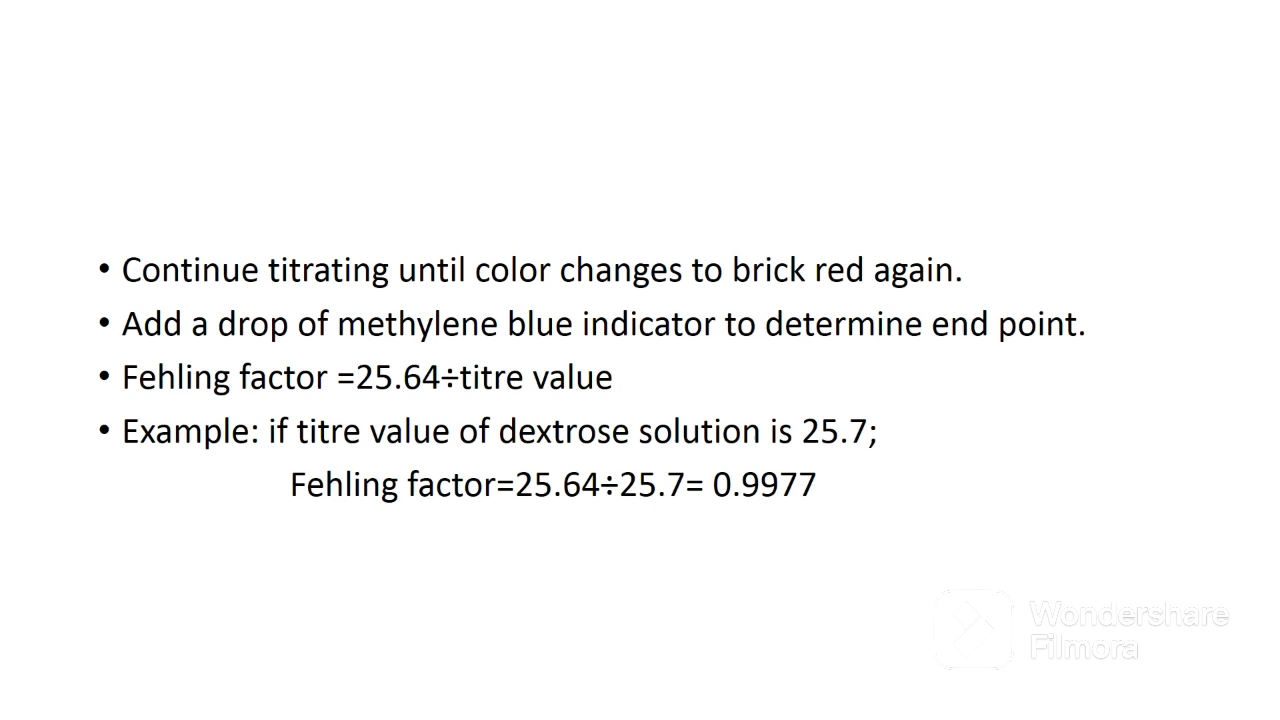 • Continue titrating until color changes to brick red again.
• Add a drop of methylene blue indicator to determine end point.
• Fehling factor =25.64÷titre value
• Example: if titre value of dextrose solution is 25.7;
Fehling factor=25.64÷25.7= 0.9977
Wondershare
Filmora